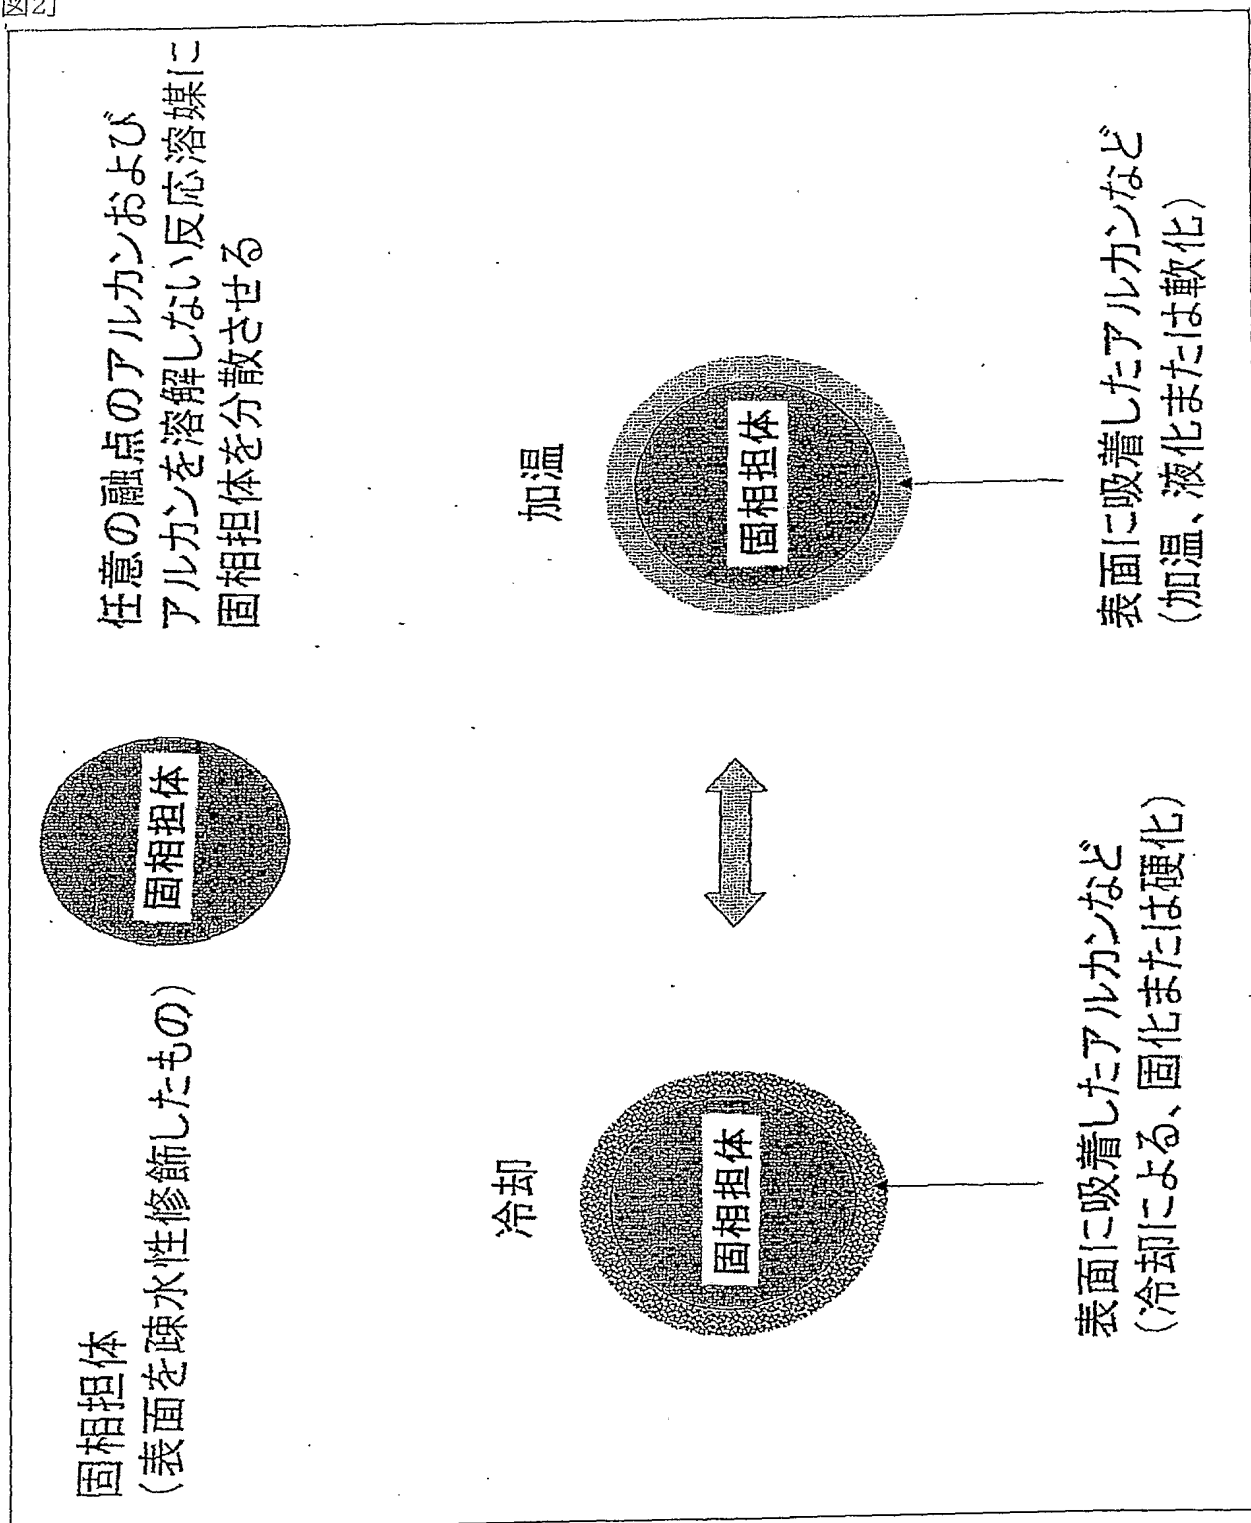 図2]
固相担体
(表面を疎水性修飾したもの)
固相担体
任意の融点のアルカンおよび
アルカンを溶解しない反応溶媒に
固相担体を分散させる
冷却
固相担体
表面に吸着したアルカンなど
(冷却による、固化または硬化)
加温
固相担体
表面に吸着したアルカンなど
(加温、液化または軟化)